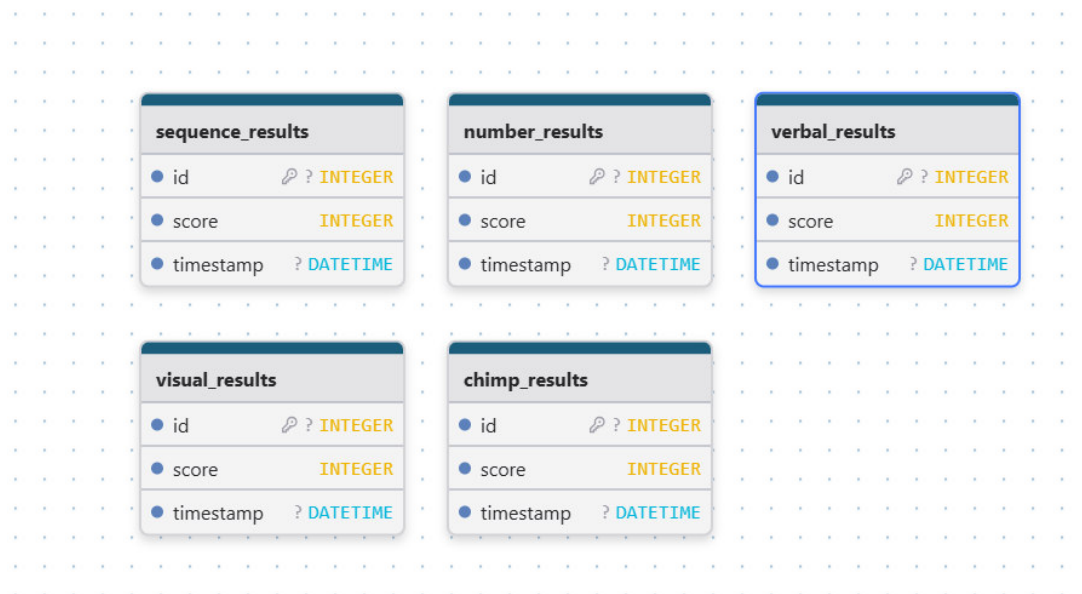 sequence_results
id ? INTEGER
score INTEGER
timestamp ? DATETIME
number_results
id ? INTEGER
score INTEGER
timestamp ? DATETIME
verbal_results
id ? INTEGER
score INTEGER
timestamp ? DATETIME
visual_results
id ? INTEGER
score INTEGER
timestamp ? DATETIME
chimp_results
id ? INTEGER
score INTEGER
timestamp ? DATETIME